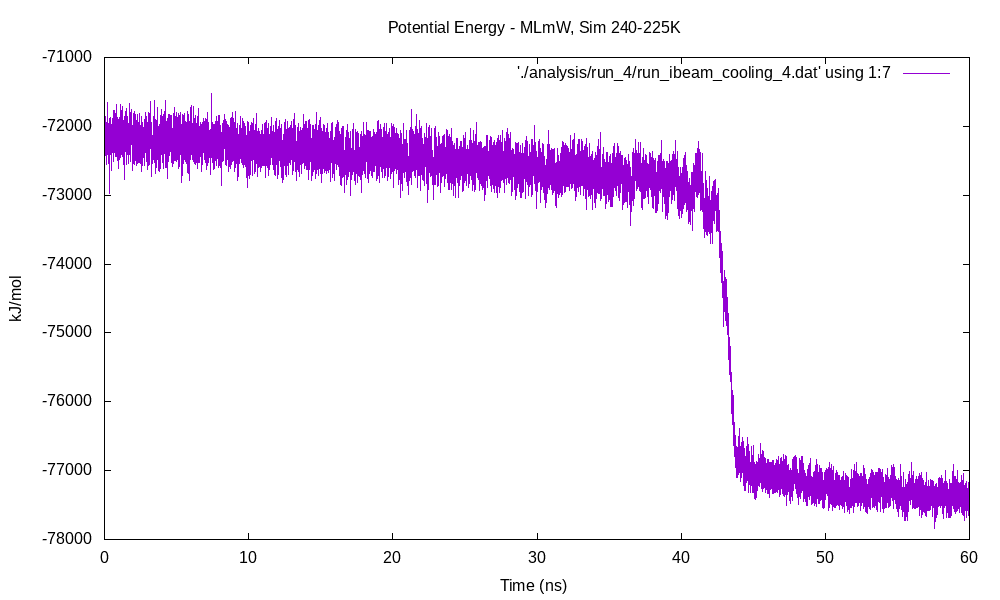 Potential Energy - MLmW, Sim 240-225K
'./analysis/run_4/run_ibeam_cooling_4.dat' using 1:7
-71000
-72000
-73000
-74000
-75000
-76000
-77000
-78000
kJ/mol
0 10 20 30 40 50 60
Time (ns)